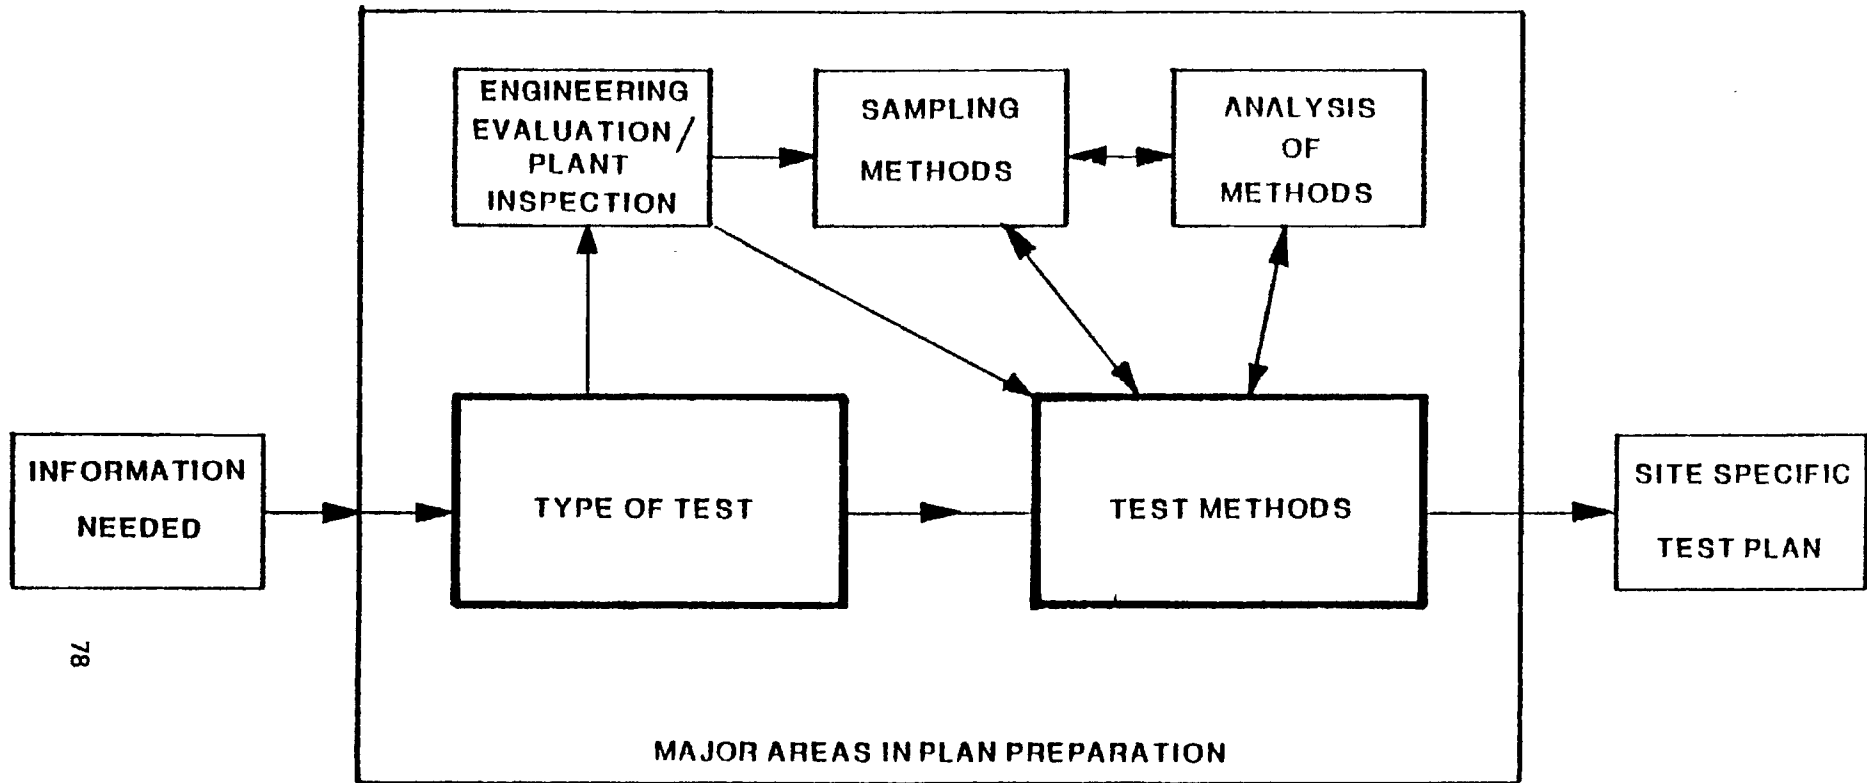 ENGINEERING
EVALUATION/
PLANT
INSPECTION
SAMPLING
METHODS
ANALYSIS
OF
METHODS
INFORMATION
NEEDED
TYPE OF TEST
TEST METHODS
SITE SPECIFIC
TEST PLAN
78
MAJOR AREAS IN PLAN PREPARATION